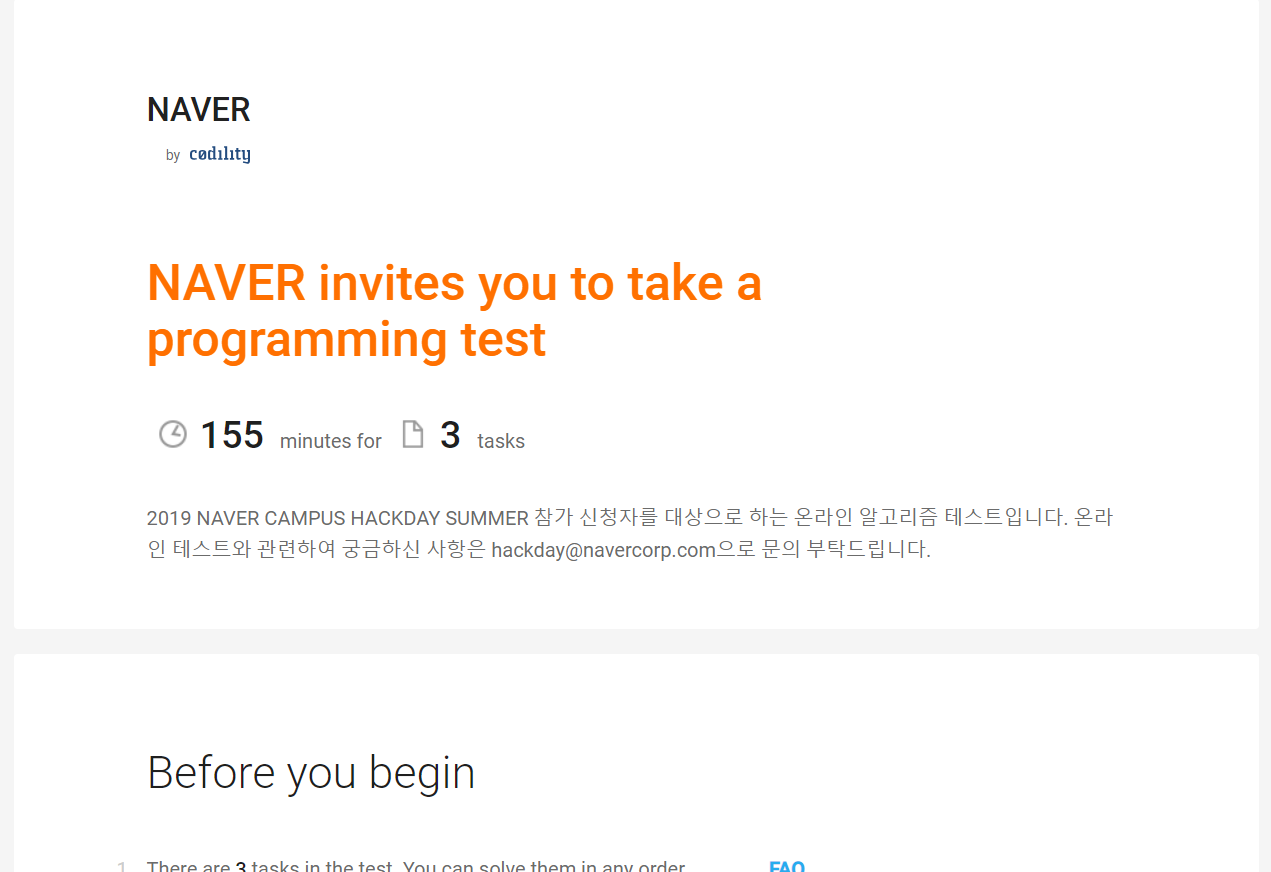 NAVER
by codility
NAVER invites you to take a
programming test
155 minutes for 3 tasks
2019 NAVER CAMPUS HACKDAY SUMMER 참가 신청자를 대상으로 하는 온라인 알고리즘 테스트입니다. 온라
인 테스트와 관련하여 궁금하신 사항은 hackday@navercorp.com으로 문의 부탁드립니다.
Before you begin
1 There are 3 tasks in the test. You can solve them in any order. FAQ